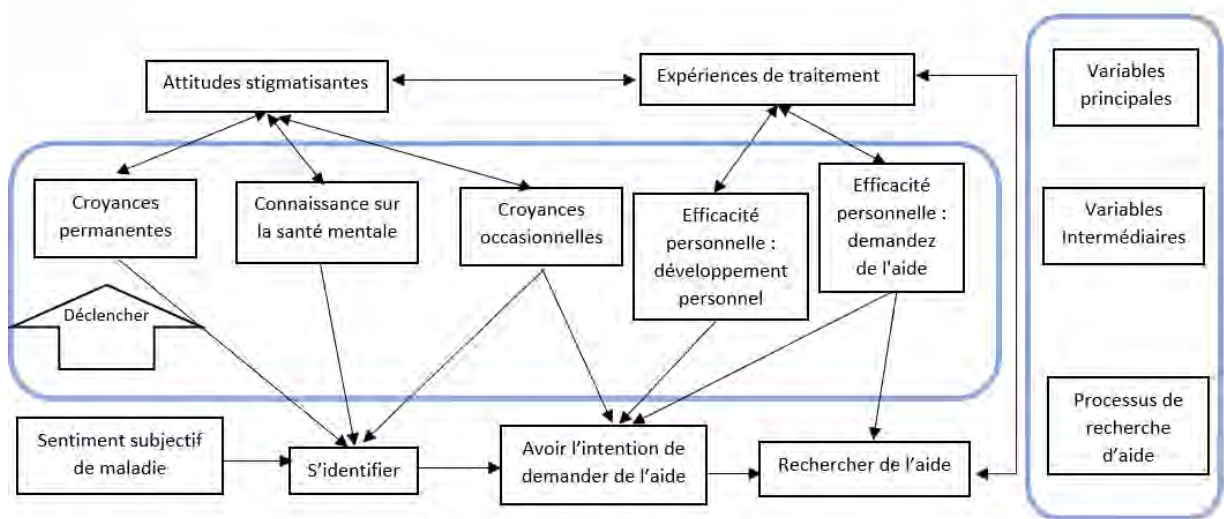 Attitudes stigmatisantes
Expériences de traitement
Variables
principales
Croyances
permanentes
Connaissance sur
la santé mentale
Croyances
occasionnelles
Efficacité
personnelle :
développement
personnel
Efficacité
personnelle :
demandez
de l'aide
Variables
Intermédiaires
Déclencher
Sentiment subjectif
de maladie
S'identifier
Avoir l'intention de
demander de l'aide
Rechercher de l'aide
Processus de
recherche
d'aide